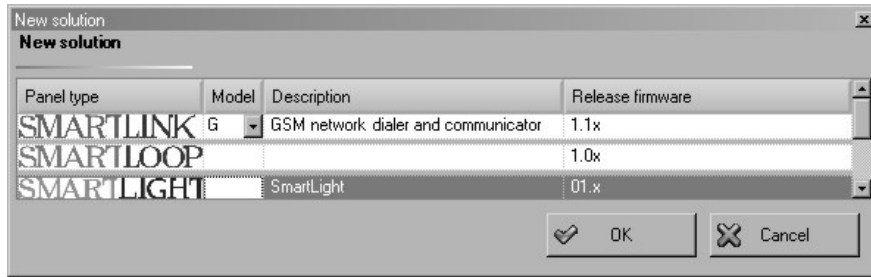 New solution
New solution
Panel type Model Description Release firmware
SMARTLINK G GSM network dialer and communicator 1.1x
SMARTLOOP 1.0x
SMARTLIGHT SmartLight 01.x
OK Cancel